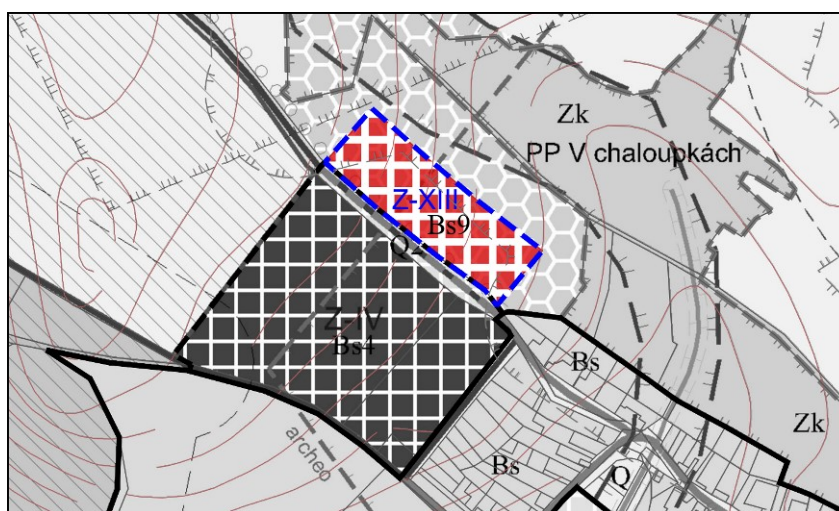 Zk
PP V chaloupkách
Z-XIII
Bs9
Q
Z-IV
Bs4
Bs
Zk
archeo
Bs
Q